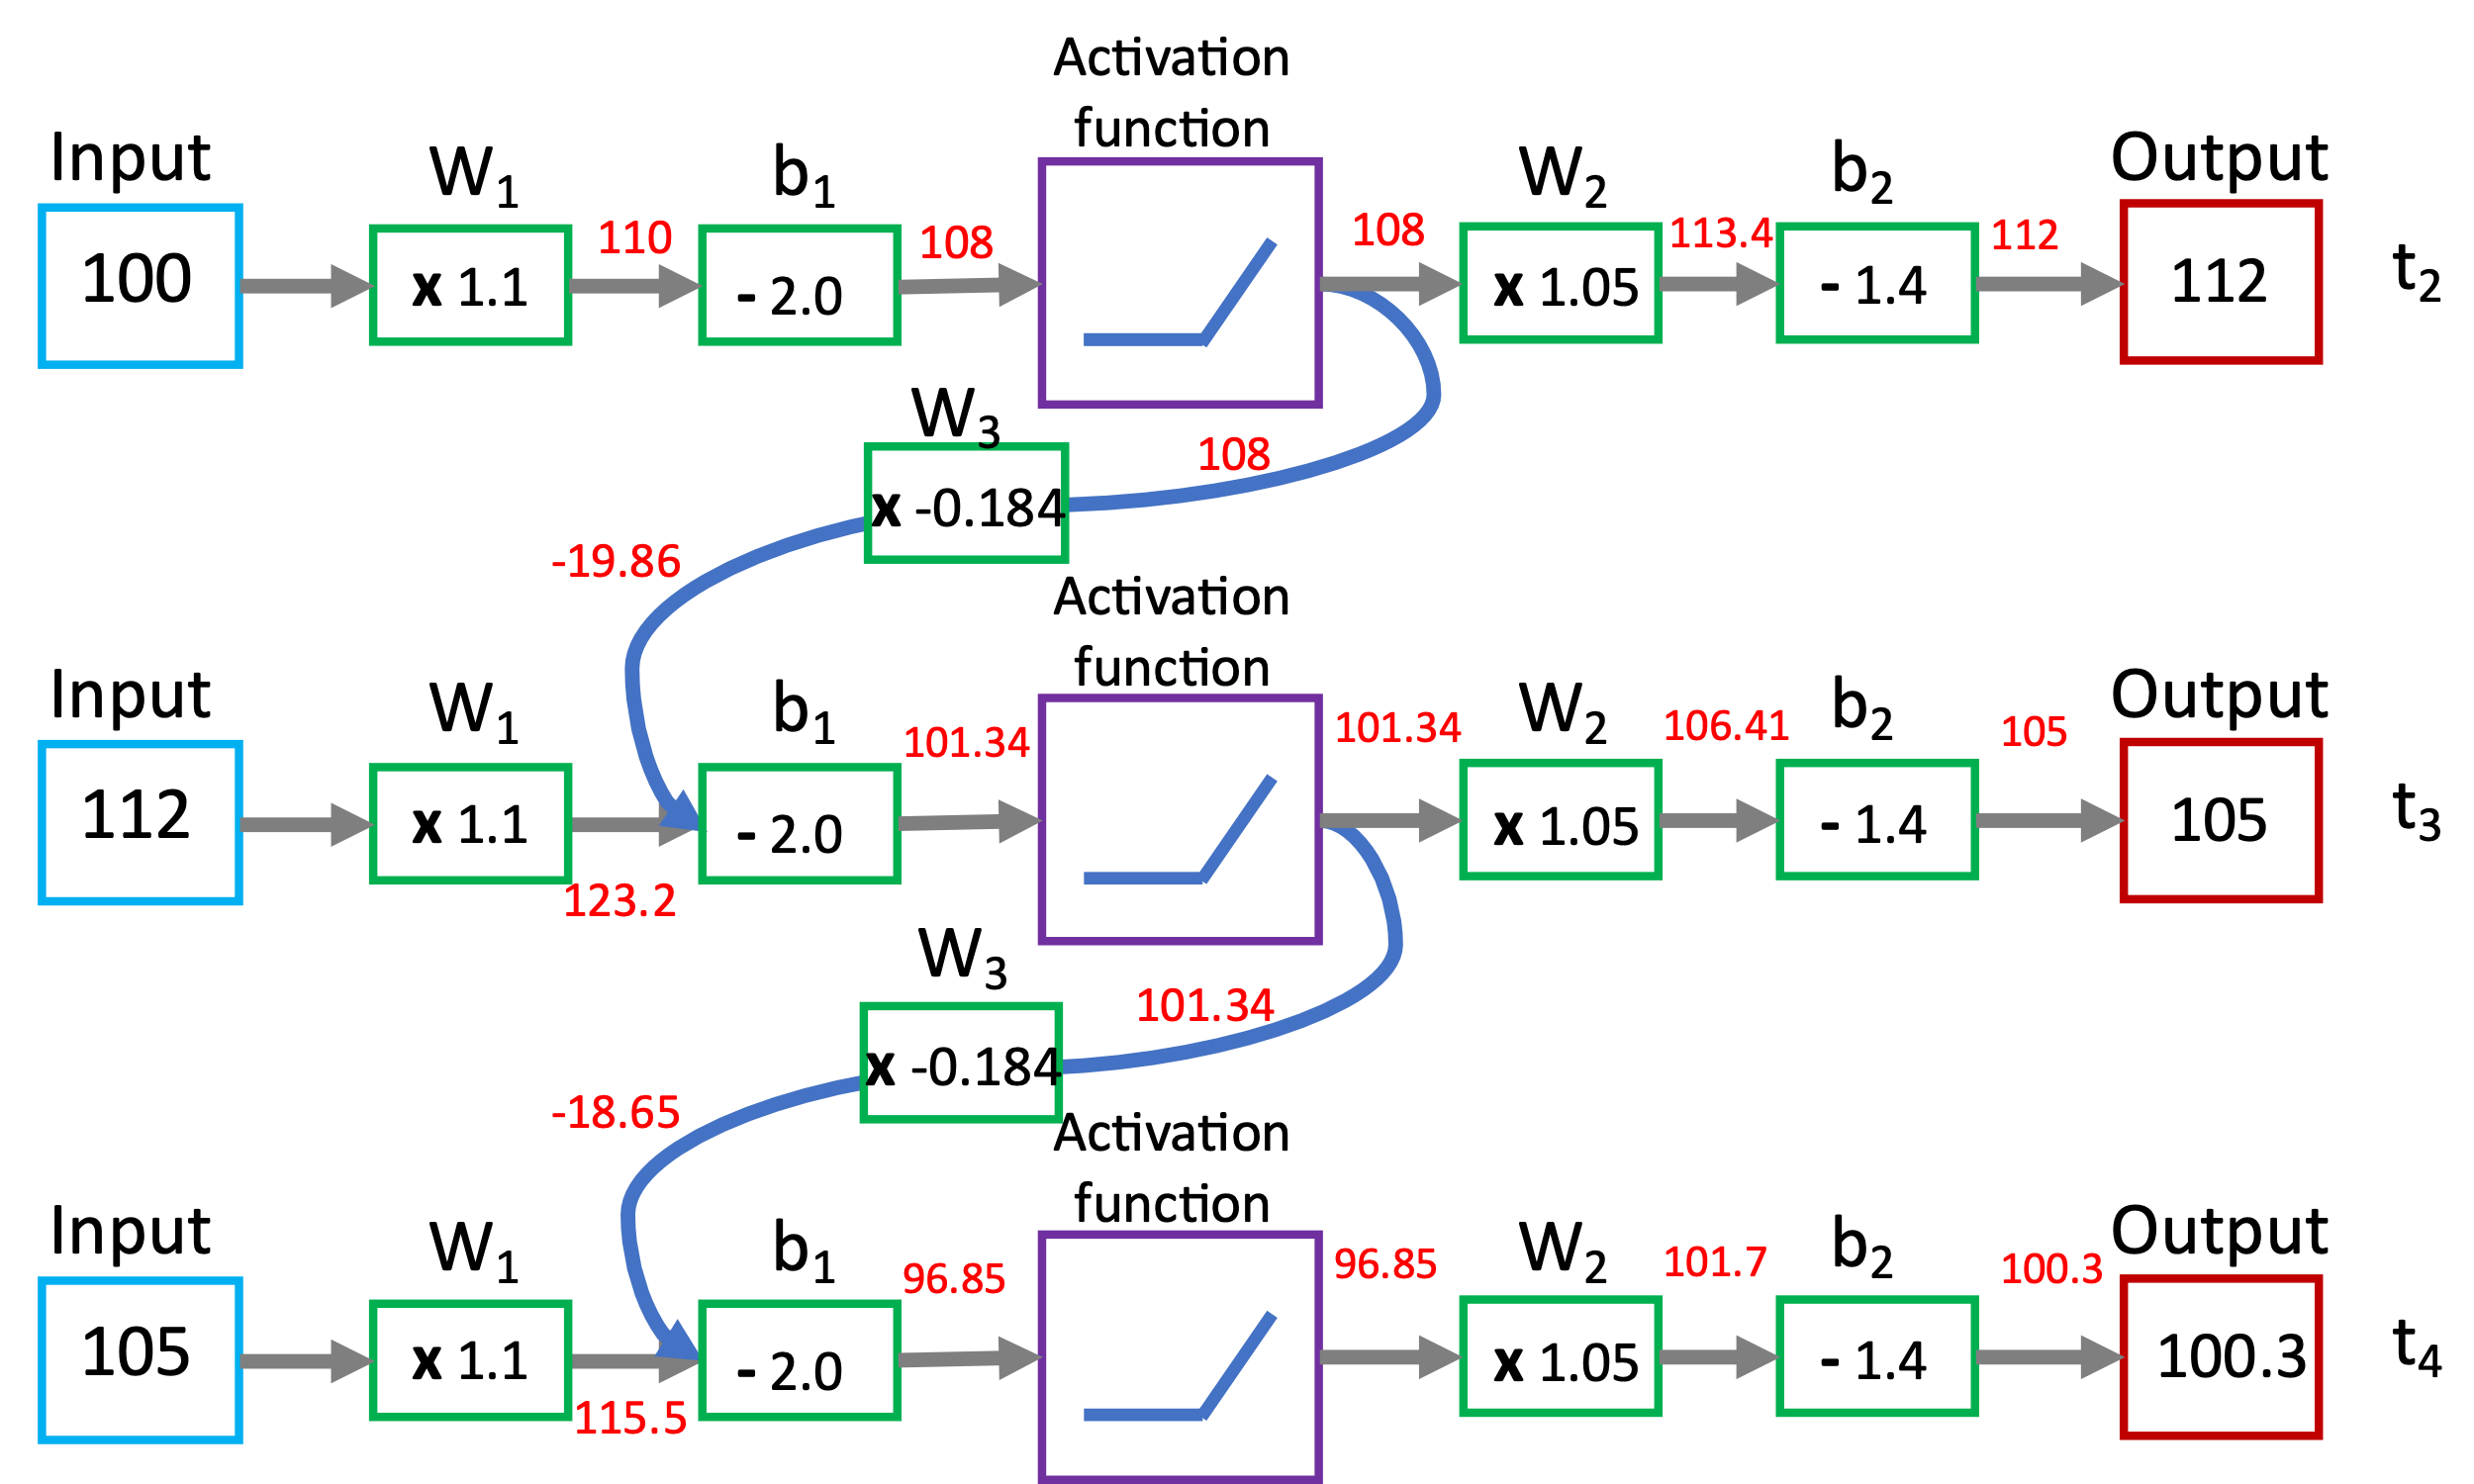 Activation
function
Input
W1
b1
W2
b2
Output
100
x 1.1
110
- 2.0
108
108
x 1.05
113.4
- 1.4
112
112
t2
W3
108
x -0.184
-19.86
Activation
function
Input
W1
b1
W2
b2
Output
112
x 1.1
123.2
- 2.0
101.34
101.34
x 1.05
106.41
- 1.4
105
105
t3
W3
101.34
x -0.184
-18.65
Activation
function
Input
W1
b1
W2
b2
Output
105
x 1.1
115.5
- 2.0
96.85
96.85
x 1.05
101.7
- 1.4
100.3
100.3
t4